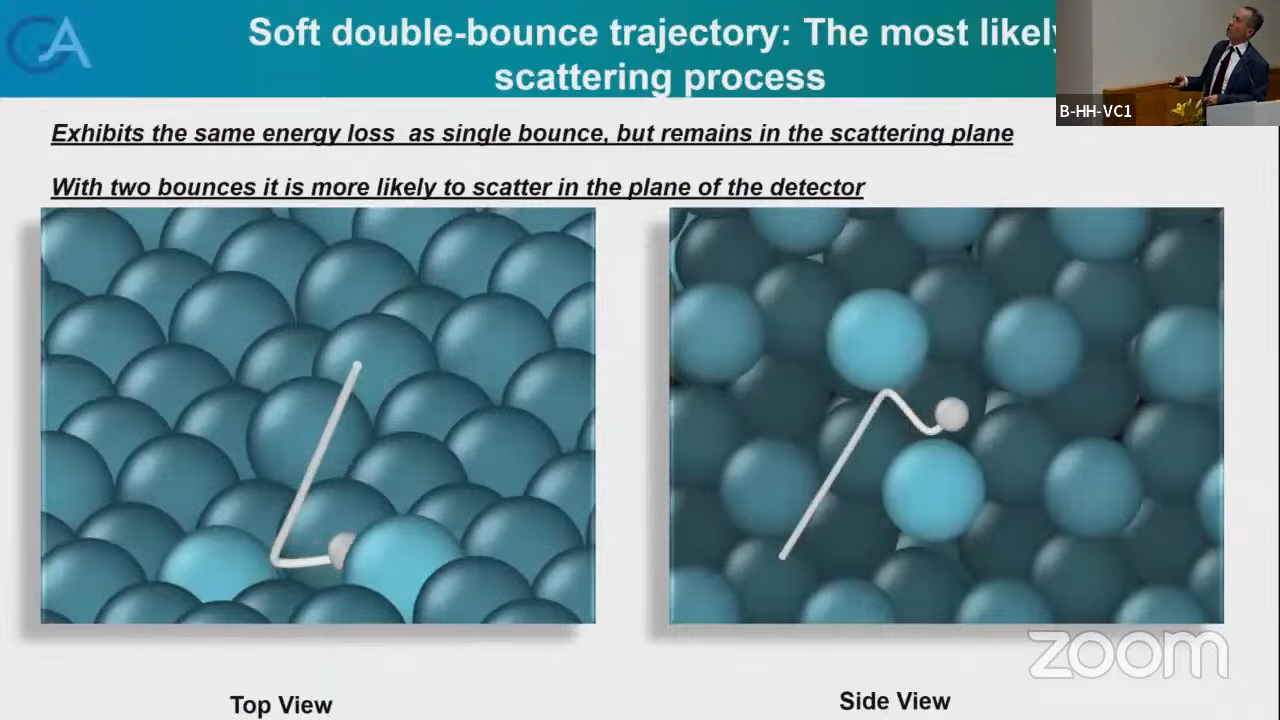 GA
Soft double-bounce trajectory: The most likely
scattering process
B-HH-VC1
Exhibits the same energy loss as single bounce, but remains in the scattering plane
With two bounces it is more likely to scatter in the plane of the detector
zoom
Top View
Side View